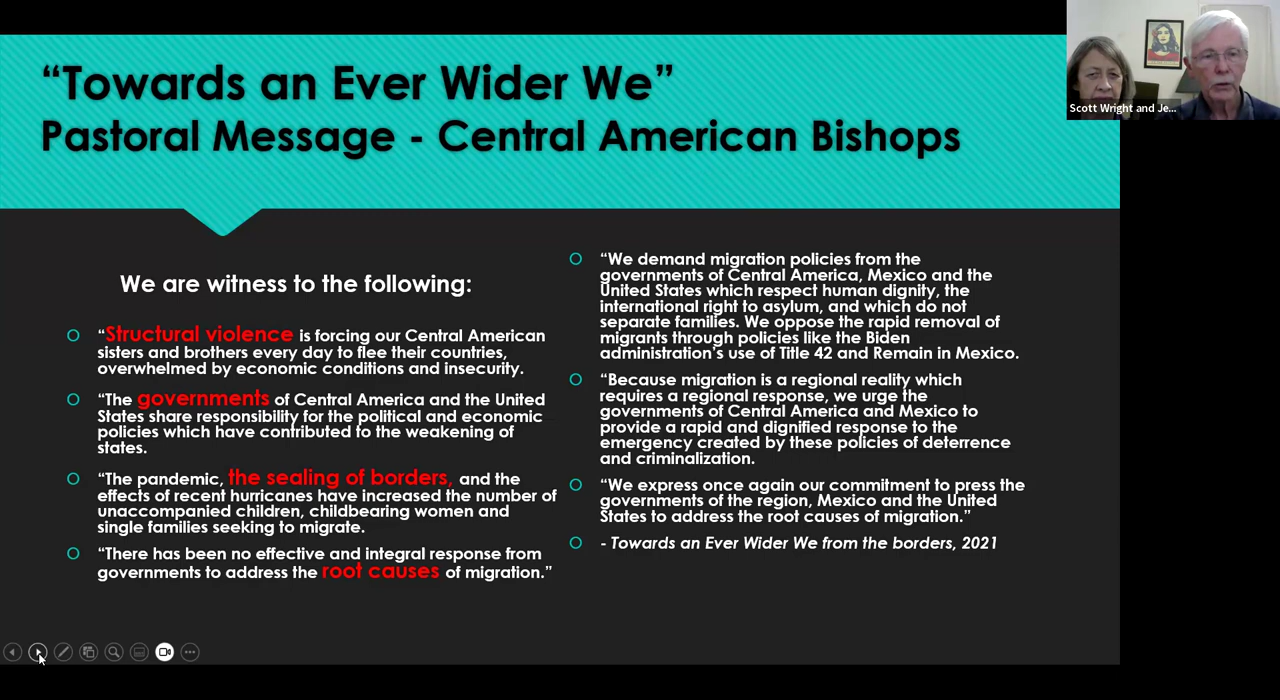 “Towards an Ever Wider We”
Pastoral Message - Central American Bishops
Scott Wright and Je...
We are witness to the following:
“Structural violence is forcing our Central American
sisters and brothers every day to flee their countries,
overwhelmed by economic conditions and insecurity.
“The governments of Central America and the United
States share responsibility for the political and economic
policies which have contributed to the weakening of
states.
“The pandemic, the sealing of borders, and the
effects of recent hurricanes have increased the number of
unaccompanied children, childbearing women and
single families seeking to migrate.
“There has been no effective and integral response from
governments to address the root causes of migration.”
“We demand migration policies from the
governments of Central America, Mexico and the
United States which respect human dignity, the
international right to asylum, and which do not
separate families. We oppose the rapid removal of
migrants through policies like the Biden
administration’s use of Title 42 and Remain in Mexico.
“Because migration is a regional reality which
requires a regional response, we urge the
governments of Central America and Mexico to
provide a rapid and dignified response to the
emergency created by these policies of deterrence
and criminalization.
“We express once again our commitment to press the
governments of the region, Mexico and the United
States to address the root causes of migration.”
- Towards an Ever Wider We from the borders, 2021